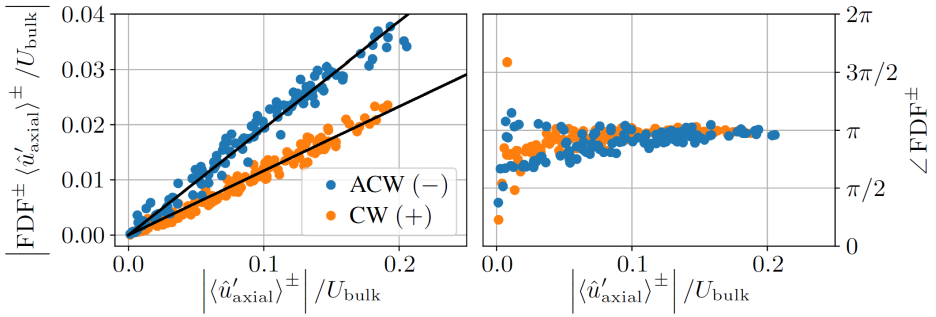 |FDF^± ⟨û′_axial⟩^±| /U_bulk
0.04
0.03
0.02
0.01
0.00
0.0
0.1
0.2
|⟨û′_axial⟩^±| /U_bulk
ACW (−)
CW (+)
0.0
0.1
0.2
|⟨û′_axial⟩^±| /U_bulk
2π
3π/2
π
π/2
0
∠FDF^±